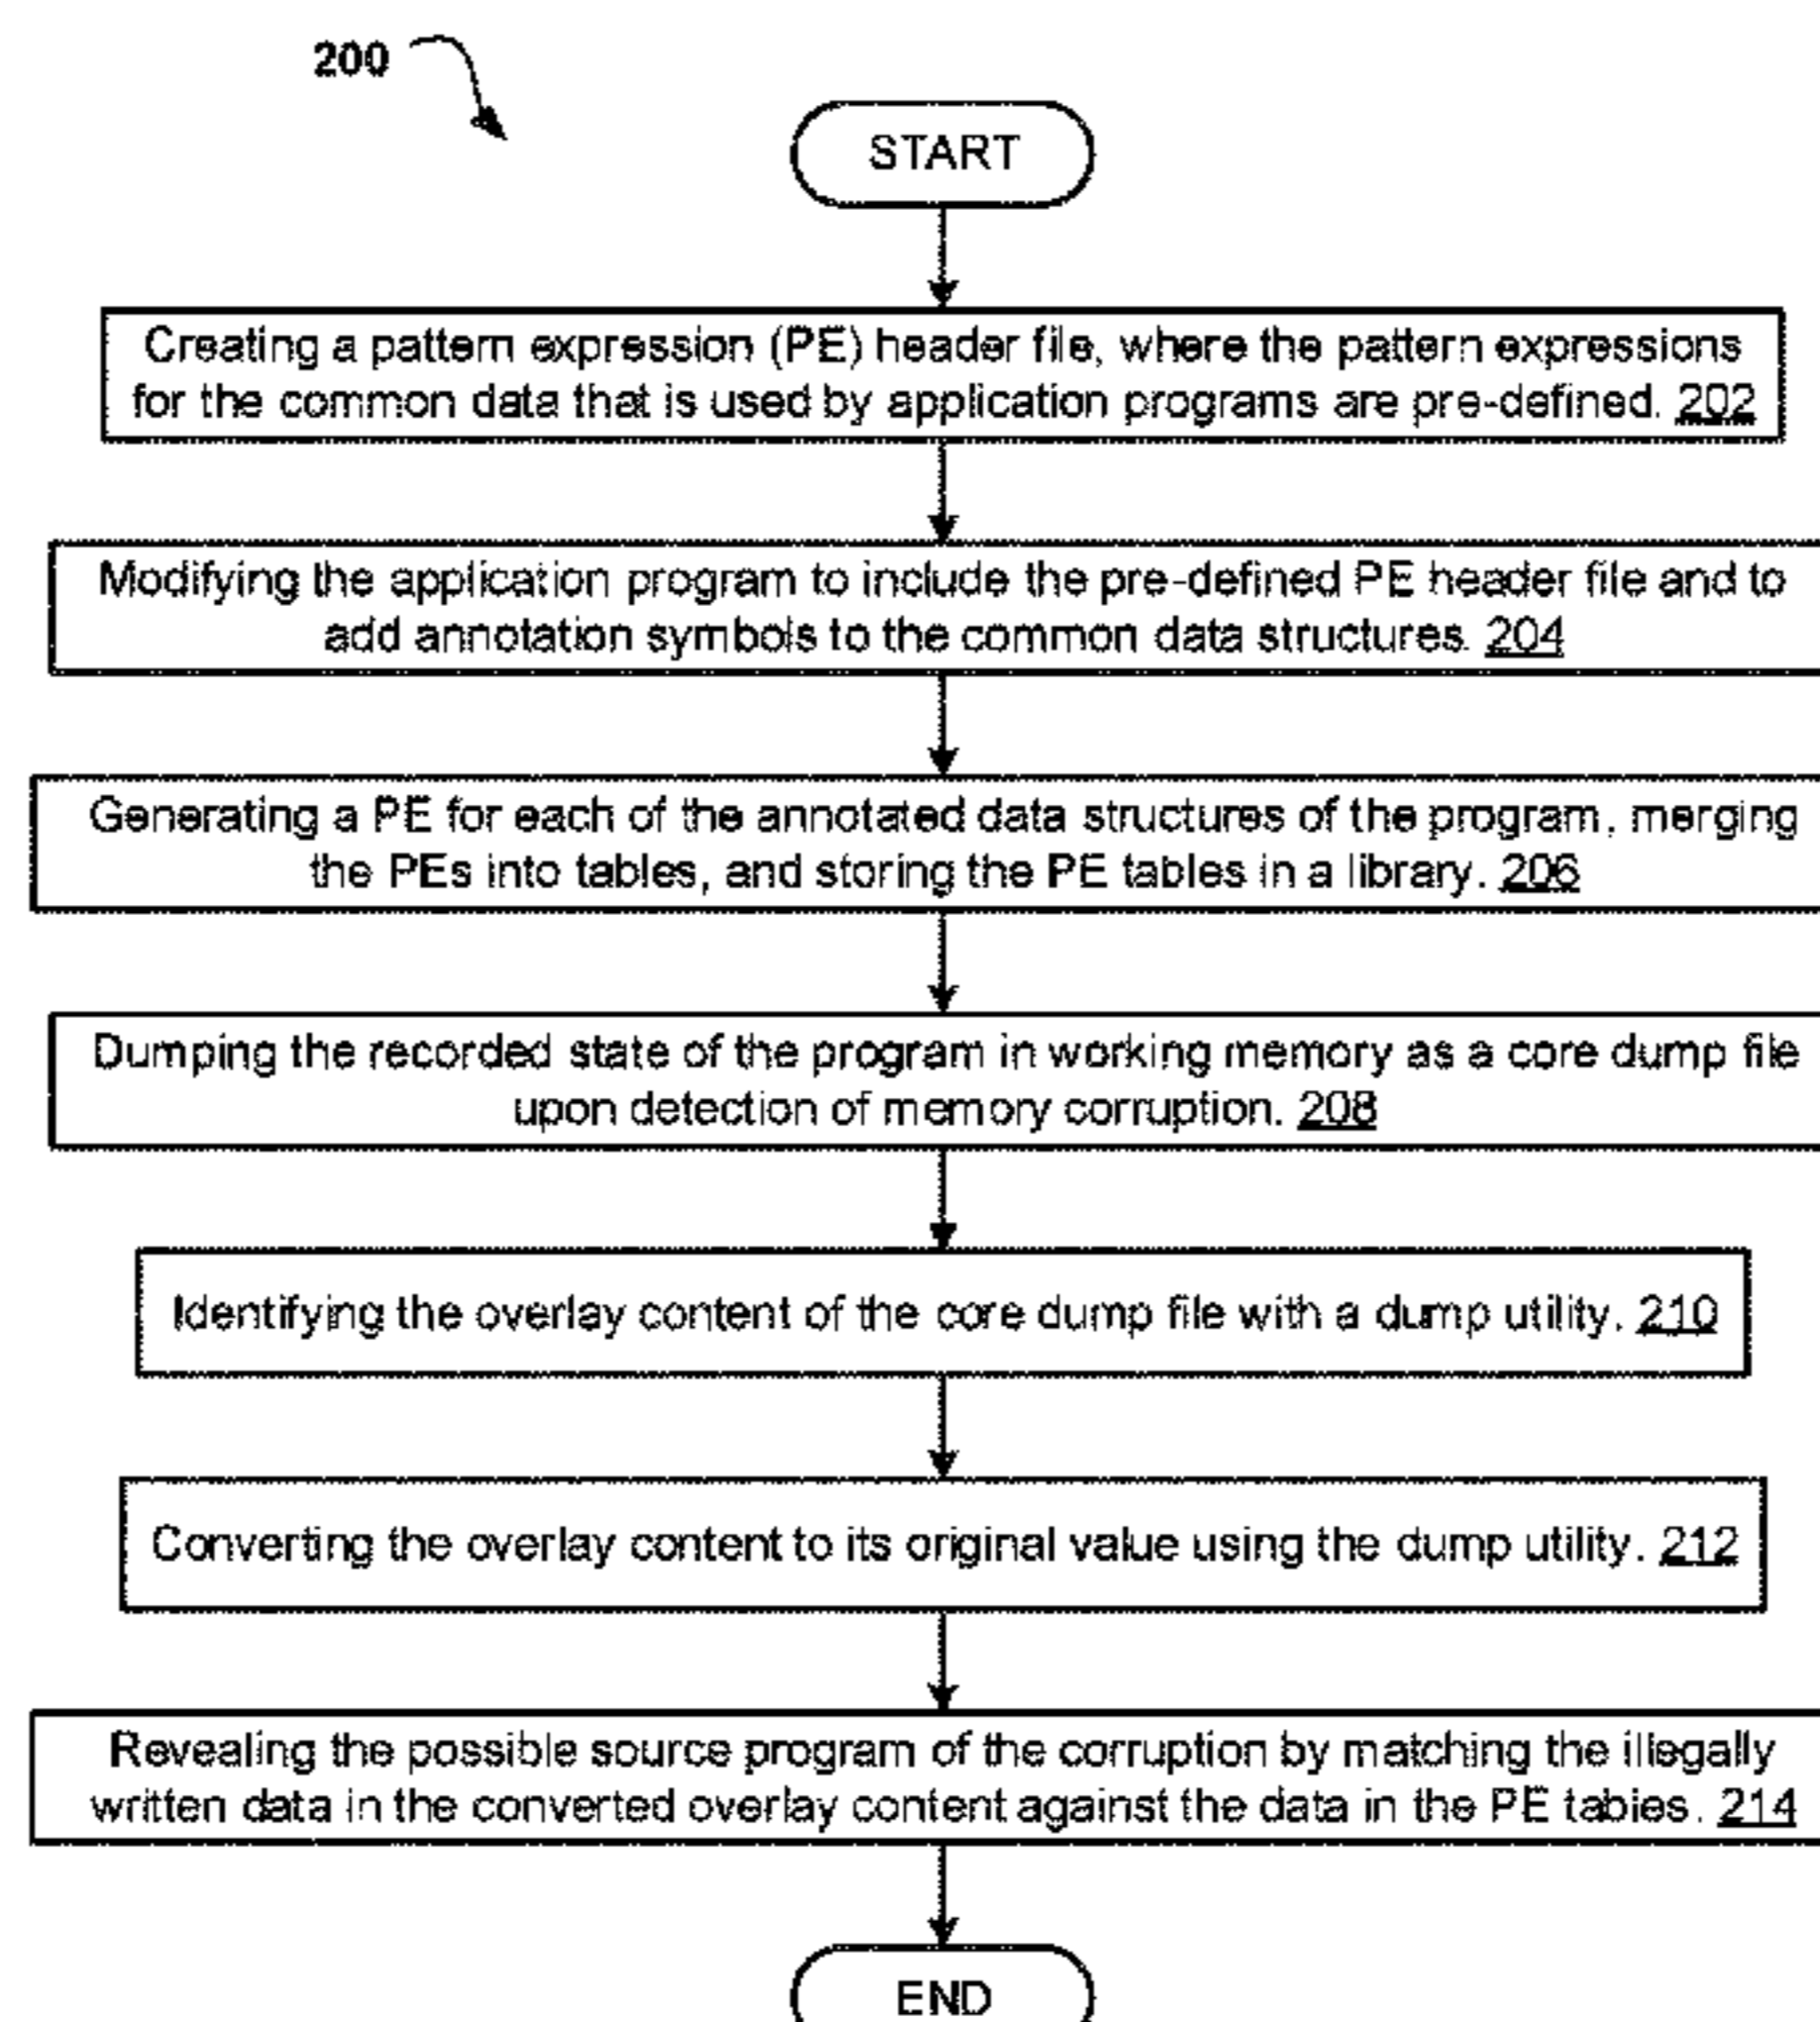 200
START
Creating a pattern expression (PE) header file, where the pattern expressions
for the common data that is used by application programs are pre-defined. 202
Modifying the application program to include the pre-defined PE header file and to
add annotation symbols to the common data structures. 204
Generating a PE for each of the annotated data structures of the program, merging
the PEs into tables, and storing the PE tables in a library. 206
Dumping the recorded state of the program in working memory as a core dump file
upon detection of memory corruption. 208
Identifying the overlay content of the core dump file with a dump utility. 210
Converting the overlay content to its original value using the dump utility. 212
Revealing the possible source program of the corruption by matching the illegally
written data in the converted overlay content against the data in the PE tables. 214
END